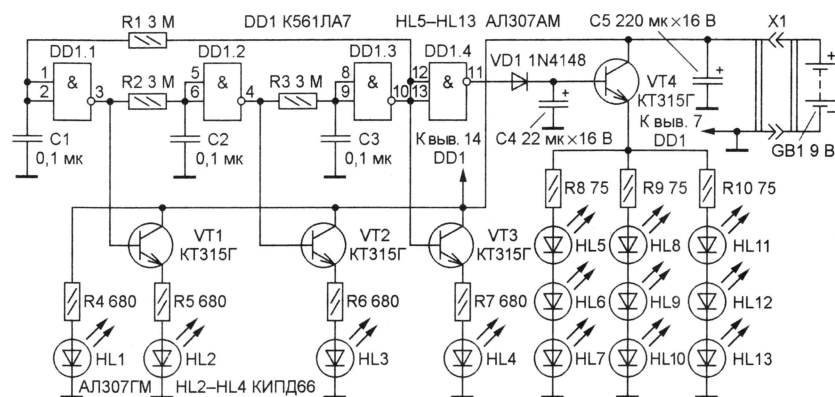 R1 3 М
DD1 К561ЛА7
HL5–HL13 АЛ307АМ
C5 220 мк×16 В
X1
DD1.1
DD1.2
DD1.3
DD1.4
VD1 1N4148
1
2
&
3
R2 3 М
5
6
&
4
R3 3 М
8
9
&
10
12
13
&
11
+
VT4
КТ315Г
+
+
−
C1
0,1 мк
C2
0,1 мк
C3
0,1 мк
К выв. 14
DD1
+
C4 22 мк×16 В
К выв. 7
DD1
GB1 9 В
VT1
КТ315Г
VT2
КТ315Г
VT3
КТ315Г
R8 75
R9 75
R10 75
HL5
HL8
HL11
R4 680
R5 680
R6 680
R7 680
HL6
HL9
HL12
HL1
HL2
HL3
HL4
HL7
HL10
HL13
АЛ307ГМ
HL2–HL4 КИПД66